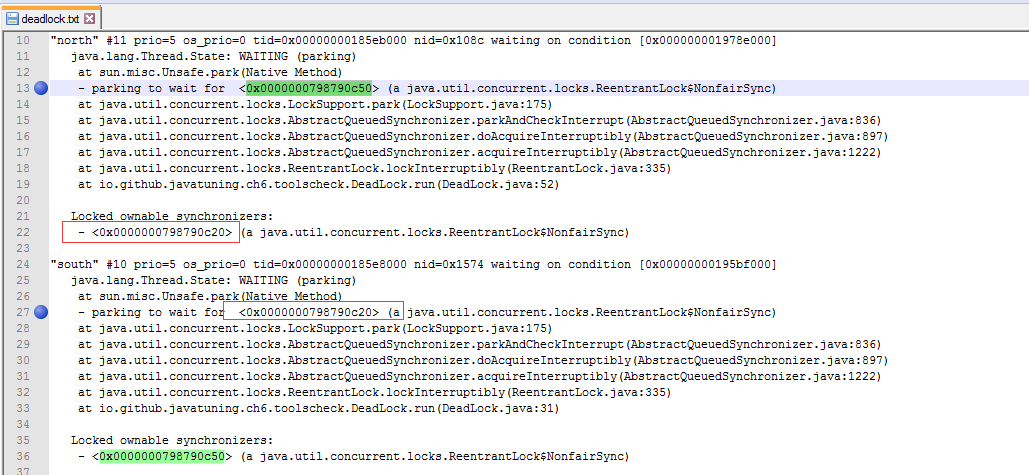 deadlock.txt
10 "north" #11 prio=5 os_prio=0 tid=0x00000000185eb000 nid=0x108c waiting on condition [0x000000001978e000]
11 java.lang.Thread.State: WAITING (parking)
12 at sun.misc.Unsafe.park(Native Method)
13 - parking to wait for <0x0000000798790c50> (a java.util.concurrent.locks.ReentrantLock$NonfairSync)
14 at java.util.concurrent.locks.LockSupport.park(LockSupport.java:175)
15 at java.util.concurrent.locks.AbstractQueuedSynchronizer.parkAndCheckInterrupt(AbstractQueuedSynchronizer.java:836)
16 at java.util.concurrent.locks.AbstractQueuedSynchronizer.doAcquireInterruptibly(AbstractQueuedSynchronizer.java:897)
17 at java.util.concurrent.locks.AbstractQueuedSynchronizer.acquireInterruptibly(AbstractQueuedSynchronizer.java:1222)
18 at java.util.concurrent.locks.ReentrantLock.lockInterruptibly(ReentrantLock.java:335)
19 at io.github.javatuning.ch6.toolscheck.DeadLock.run(DeadLock.java:52)
20
21 Locked ownable synchronizers:
22 - <0x0000000798790c20> (a java.util.concurrent.locks.ReentrantLock$NonfairSync)
23
24 "south" #10 prio=5 os_prio=0 tid=0x00000000185e8000 nid=0x1574 waiting on condition [0x00000000195bf000]
25 java.lang.Thread.State: WAITING (parking)
26 at sun.misc.Unsafe.park(Native Method)
27 - parking to wait for <0x0000000798790c20> (a java.util.concurrent.locks.ReentrantLock$NonfairSync)
28 at java.util.concurrent.locks.LockSupport.park(LockSupport.java:175)
29 at java.util.concurrent.locks.AbstractQueuedSynchronizer.parkAndCheckInterrupt(AbstractQueuedSynchronizer.java:836)
30 at java.util.concurrent.locks.AbstractQueuedSynchronizer.doAcquireInterruptibly(AbstractQueuedSynchronizer.java:897)
31 at java.util.concurrent.locks.AbstractQueuedSynchronizer.acquireInterruptibly(AbstractQueuedSynchronizer.java:1222)
32 at java.util.concurrent.locks.ReentrantLock.lockInterruptibly(ReentrantLock.java:335)
33 at io.github.javatuning.ch6.toolscheck.DeadLock.run(DeadLock.java:31)
34
35 Locked ownable synchronizers:
36 - <0x0000000798790c50> (a java.util.concurrent.locks.ReentrantLock$NonfairSync)
37